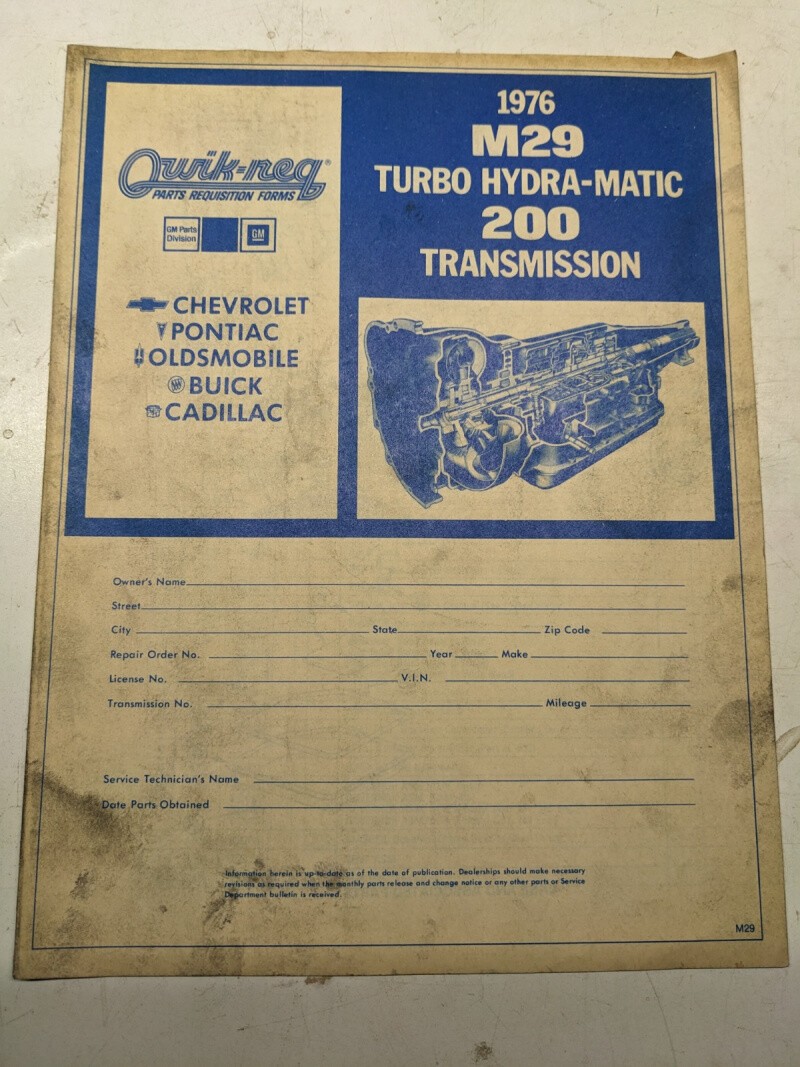 Qwik-req®
PARTS REQUISITION FORMS
GM Parts
Division
GM
CHEVROLET
PONTIAC
OLDSMOBILE
BUICK
CADILLAC
1976
M29
TURBO HYDRA-MATIC
200
TRANSMISSION
Owner's Name
Street
City State Zip Code
Repair Order No. Year Make
License No. V.I.N.
Transmission No. Mileage
Service Technician's Name
Date Parts Obtained
Information herein is up-to-date as of the date of publication. Dealerships should make necessary
revisions as required when the monthly parts release and change notice or any other parts or Service
Department bulletin is received.
M29